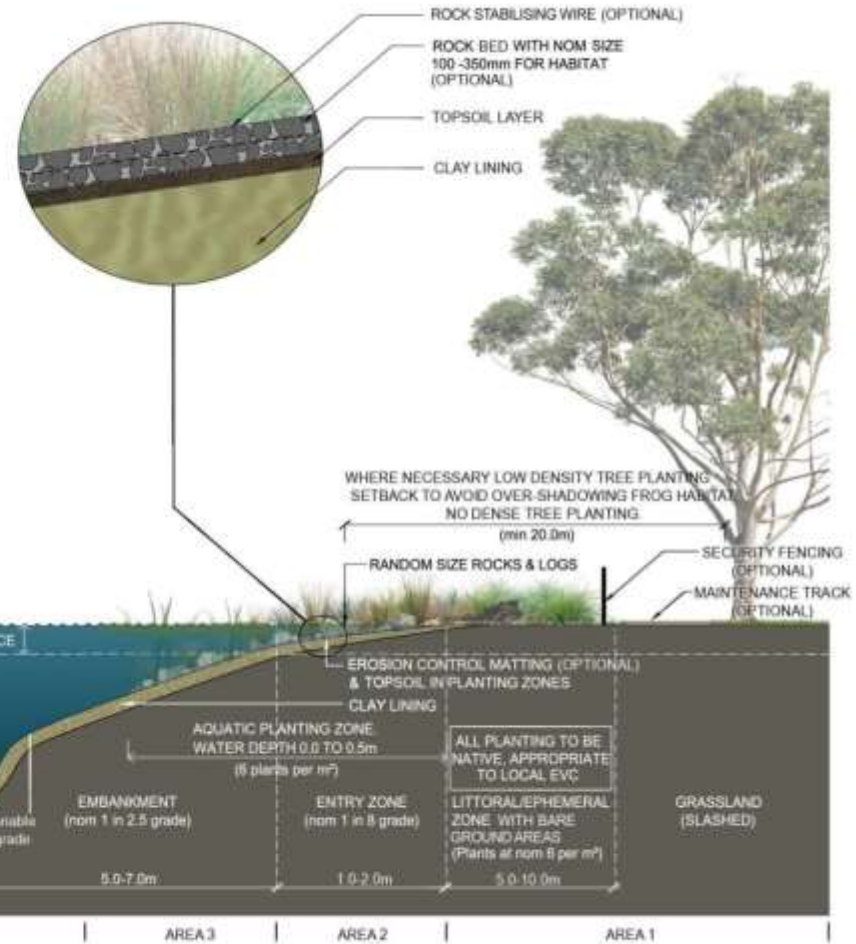 ROCK STABILISING WIRE (OPTIONAL)
ROCK BED WITH NOM SIZE
100 -350mm FOR HABITAT
(OPTIONAL)
TOPSOIL LAYER
CLAY LINING
WHERE NECESSARY LOW DENSITY TREE PLANTING
SETBACK TO AVOID OVER-SHADOWING FROG HABITAT
NO DENSE TREE PLANTING
(min 20.0m)
RANDOM SIZE ROCKS & LOGS
SECURITY FENCING
(OPTIONAL)
MAINTENANCE TRACK
(OPTIONAL)
CE
EROSION CONTROL MATTING (OPTIONAL)
& TOPSOIL IN PLANTING ZONES
CLAY LINING
AQUATIC PLANTING ZONE
WATER DEPTH 0.0 TO 0.5m
(6 plants per m²)
ALL PLANTING TO BE
NATIVE, APPROPRIATE
TO LOCAL EVC
riable
grade
EMBANKMENT
(nom 1 in 2.5 grade)
ENTRY ZONE
(nom 1 in 8 grade)
LITTORAL/EPHEMERAL
ZONE WITH BARE
GROUND AREAS
(Plants at nom 6 per m²)
GRASSLAND
(SLASHED)
5.0-7.0m
1.0-2.0m
5.0-10.0m
AREA 3
AREA 2
AREA 1